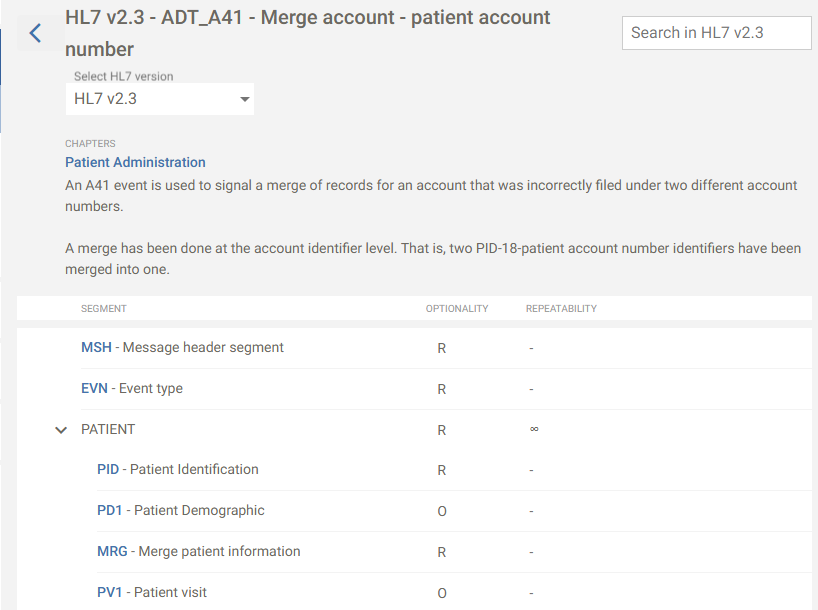 HL7 v2.3 - ADT_A41 - Merge account - patient account
number
Search in HL7 v2.3
Select HL7 version
HL7 v2.3
CHAPTERS
Patient Administration
An A41 event is used to signal a merge of records for an account that was incorrectly filed under two different account
numbers.
A merge has been done at the account identifier level. That is, two PID-18-patient account number identifiers have been
merged into one.
SEGMENT OPTIONALITY REPEATABILITY
MSH - Message header segment R -
EVN - Event type R -
PATIENT R ∞
PID - Patient Identification R -
PD1 - Patient Demographic O -
MRG - Merge patient information R -
PV1 - Patient visit O -